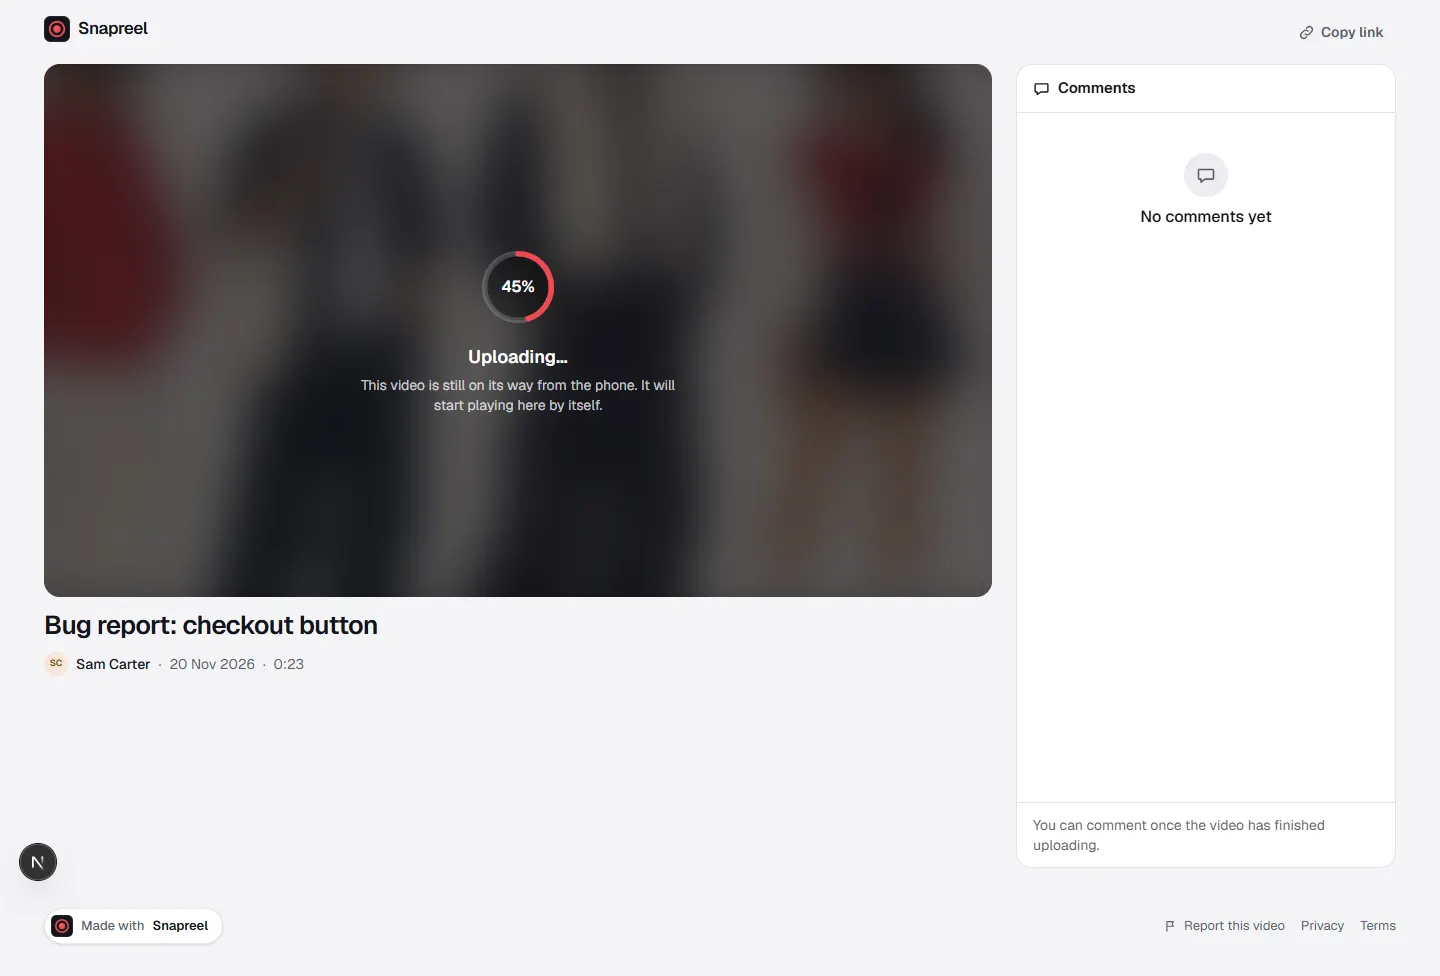 Snapreel
Copy link
45%
Uploading...
This video is still on its way from the phone. It will
start playing here by itself.
Bug report: checkout button
SC Sam Carter · 20 Nov 2026 · 0:23
Comments
No comments yet
You can comment once the video has finished
uploading.
N
Made with Snapreel
Report this video Privacy Terms